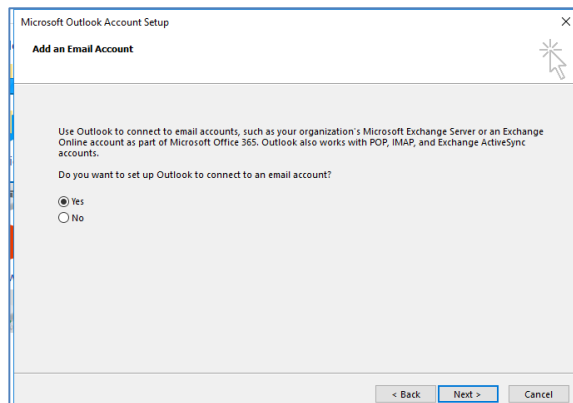 Microsoft Outlook Account Setup
Add an Email Account
Use Outlook to connect to email accounts, such as your organization's Microsoft Exchange Server or an Exchange
Online account as part of Microsoft Office 365. Outlook also works with POP, IMAP, and Exchange ActiveSync
accounts.
Do you want to set up Outlook to connect to an email account?
Yes
No
< Back Next > Cancel